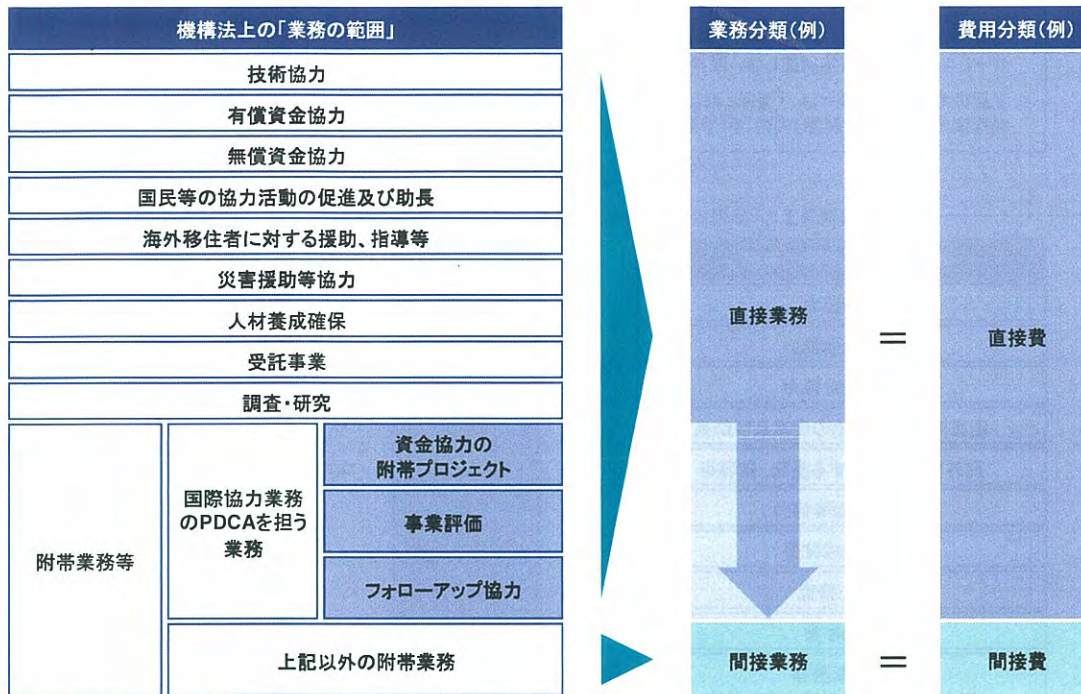 機構法上の「業務の範囲」
技術協力
有償資金協力
無償資金協力
国民等の協力活動の促進及び助長
海外移住者に対する援助、指導等
災害援助等協力
人材養成確保
受託事業
調査・研究
附帯業務等
国際協力業務
のPDCAを担う
業務
資金協力の
附帯プロジェクト
事業評価
フォローアップ協力
上記以外の附帯業務
業務分類(例)
直接業務
間接業務
=
=
費用分類(例)
直接費
間接費